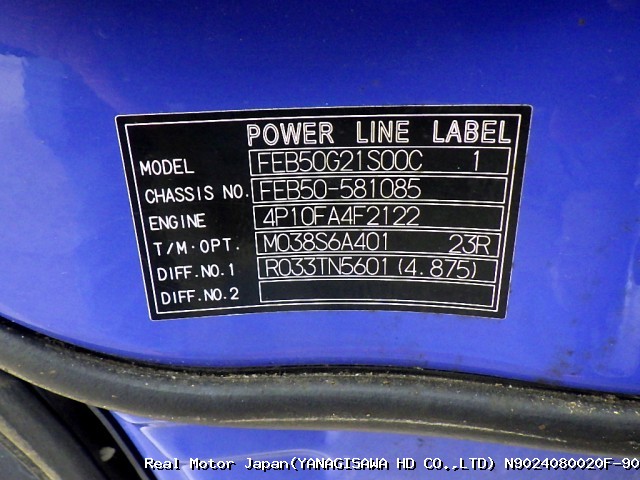 POWER LINE LABEL
MODEL FEB50G21S00C 1
CHASSIS NO. FEB50-581085
ENGINE 4P10FA4F2122
T/M·OPT. M038S6A401 23R
DIFF.NO.1 R033TN5601(4.875)
DIFF.NO.2
Real Motor Japan(YANAGISAWA HD CO.,LTD) N9024080020F-90